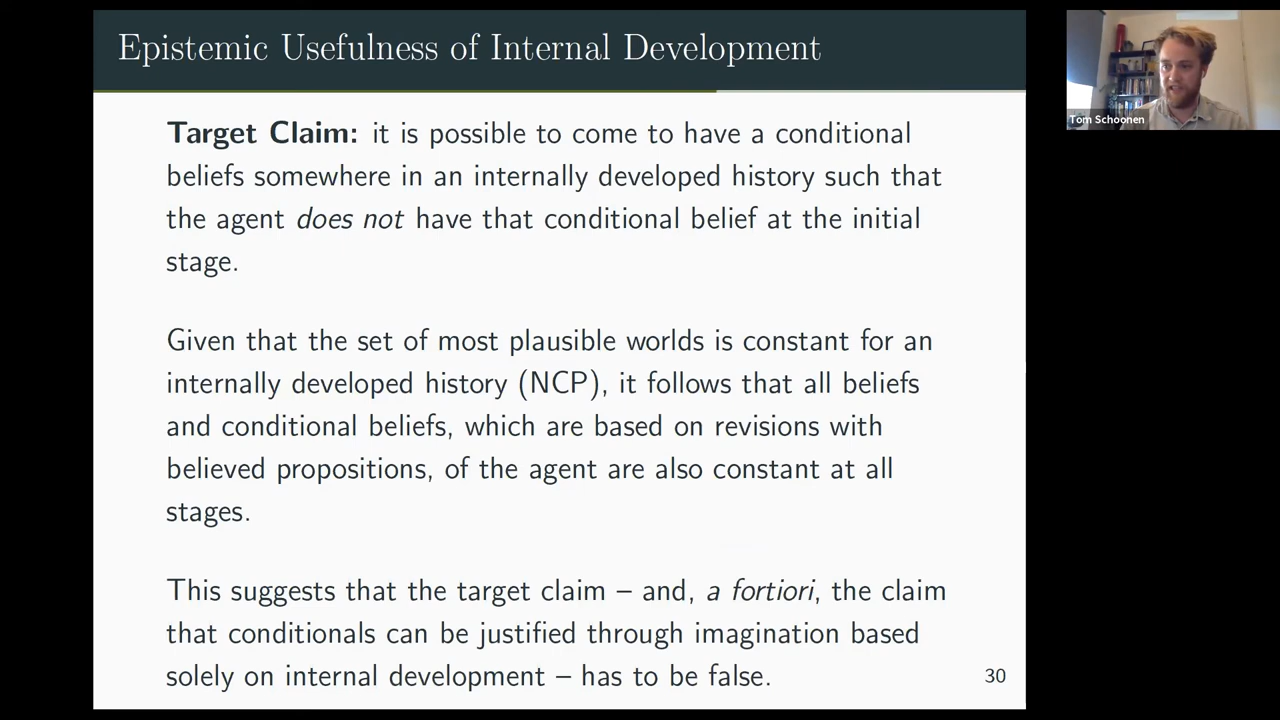 Epistemic Usefulness of Internal Development
Target Claim: it is possible to come to have a conditional
beliefs somewhere in an internally developed history such that
the agent does not have that conditional belief at the initial
stage.
Given that the set of most plausible worlds is constant for an
internally developed history (NCP), it follows that all beliefs
and conditional beliefs, which are based on revisions with
believed propositions, of the agent are also constant at all
stages.
This suggests that the target claim – and, a fortiori, the claim
that conditionals can be justified through imagination based
solely on internal development – has to be false.
30
Tom Schoonen